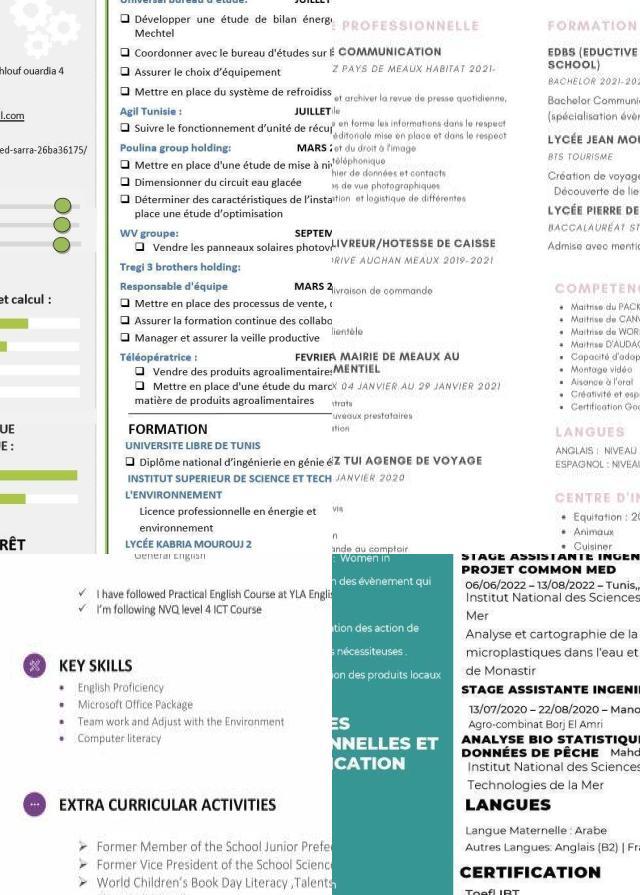 hlouf ouardia 4
l.com
ed-sarra-26ba36175/
et calcul :
UE
E :
RÊT
Universal bureau d'étude: JUILLET
Développer une étude de bilan énerg
Mechtel
Coordonner avec le bureau d'études sur
Assurer le choix d'équipement
Mettre en place du système de refroidiss
Agil Tunisie : JUILLET
Suivre le fonctionnement d'unité de récu
Poulina group holding: MARS
Mettre en place d'une étude de mise à ni
Dimensionner du circuit eau glacée
Déterminer des caractéristiques de l'insta
place une étude d'optimisation
WV groupe: SEPTEM
Vendre les panneaux solaires photov
Tregi 3 brothers holding:
Responsable d'équipe MARS 2
Mettre en place des processus de vente,
Assurer la formation continue des collabo
Manager et assurer la veille productive
Téléopératrice : FEVRIE
Vendre des produits agroalimentaire
Mettre en place d'une étude du marc
matière de produits agroalimentaires
FORMATION
UNIVERSITE LIBRE DE TUNIS
Diplôme national d'ingénierie en génie é
INSTITUT SUPERIEUR DE SCIENCE ET TECH
L'ENVIRONNEMENT
Licence professionnelle en énergie et
environnement
LYCÉE KABRIA MOUROUJ 2
E PROFESSIONNELLE
COMMUNICATION
Z PAYS DE MEAUX HABITAT 2021-
et archiver la revue de presse quotidienne,
ile
en forme les informations dans le respect
éditoriale mise en place et dans le respect
et du droit à l'image
téléphonique
hier de données et contacts
s de vue photographiques
ation et logistique de différentes
LIVREUR/HOTESSE DE CAISSE
DRIVE AUCHAN MEAUX 2019-2021
livraison de commande
lientèle
A MAIRIE DE MEAUX AU
MENTIEL
X 04 JANVIER AU 29 JANVIER 2021
trats
uveaux prestataires
tion
Z TUI AGENGE DE VOYAGE
JANVIER 2020
vis
ande au comptoir
FORMATION
EDBS (EDUCTIVE
SCHOOL)
BACHELOR 2021-202
Bachelor Communi
(spécialisation évèn
LYCÉE JEAN MOU
BTS TOURISME
Création de voyage
Découverte de lie
LYCÉE PIERRE DE
BACCALAURÉAT ST
Admise avec mentio
COMPETENC
Maitrise du PACK
Maitrise de CANV
Maitrise de WOR
Maitrise D'AUDAC
Capacité d'adap
Montage vidéo
Aisance à l'oral
Créativité et esp
Certification Goo
LANGUES
ANGLAIS : NIVEAU
ESPAGNOL : NIVEA
CENTRE D'IN
Equitation : 20
Animaux
Cuisiner
General English
I have followed Practical English Course at YLA Englis
I'm following NVQ level 4 ICT Course
KEY SKILLS
English Proficiency
Microsoft Office Package
Team work and Adjust with the Environment
Computer literacy
EXTRA CURRICULAR ACTIVITIES
Former Member of the School Junior Prefe
Former Vice President of the School Science
World Children's Book Day Literacy ,Talents
: Women in
n des évènement qui
ation des action de
s nécessiteuses .
on des produits locaux
ES
NNELLES ET
ICATION
STAGE ASSISTANTE INGEN
PROJET COMMON MED
06/06/2022 – 13/08/2022 – Tunis,,
Institut National des Sciences
Mer
Analyse et cartographie de la
microplastiques dans l'eau et
de Monastir
STAGE ASSISTANTE INGENIE
13/07/2020 – 22/08/2020 – Mano
Agro-combinat Borj El Amri
ANALYSE BIO STATISTIQU
DONNÉES DE PÊCHE Mahd
Institut National des Sciences
Technologies de la Mer
LANGUES
Langue Maternelle : Arabe
Autres Langues: Anglais (B2) | Fra
CERTIFICATION
Toefl IBT